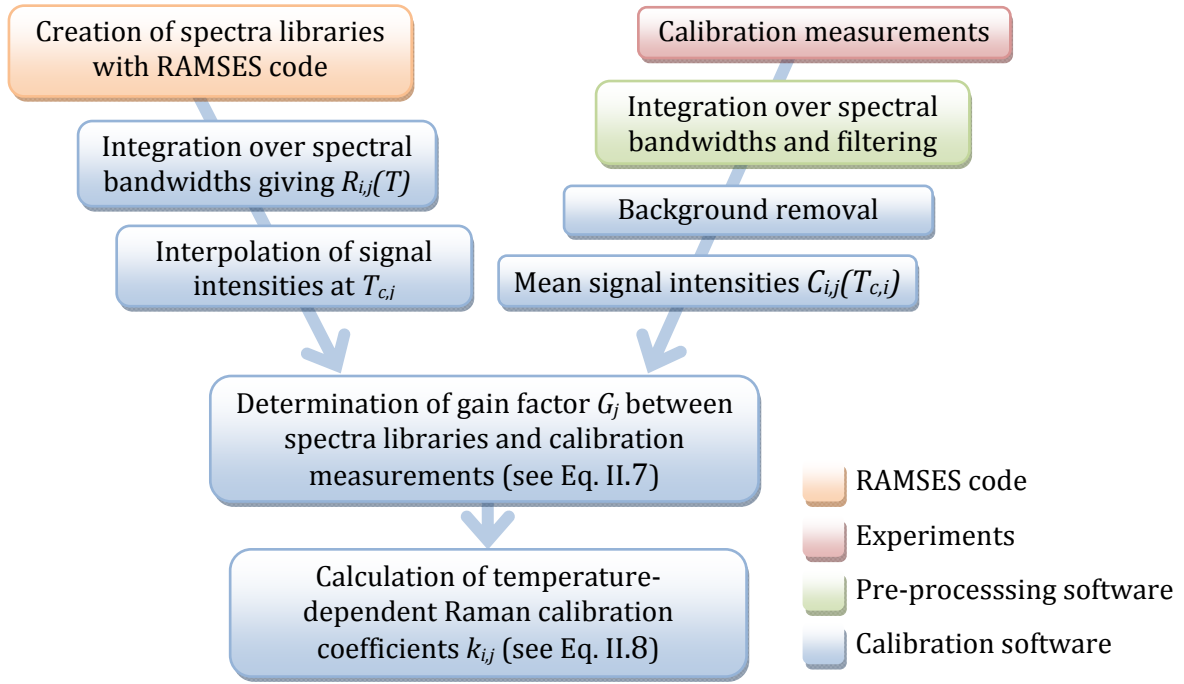 Creation of spectra libraries
with RAMSES code
Integration over spectral
bandwidths giving Ri,j(T)
Interpolation of signal
intensities at Tc,j
Calibration measurements
Integration over spectral
bandwidths and filtering
Background removal
Mean signal intensities Ci,j(Tc,i)
Determination of gain factor Gj between
spectra libraries and calibration
measurements (see Eq. II.7)
Calculation of temperature-
dependent Raman calibration
coefficients ki,j (see Eq. II.8)
RAMSES code
Experiments
Pre-processsing software
Calibration software